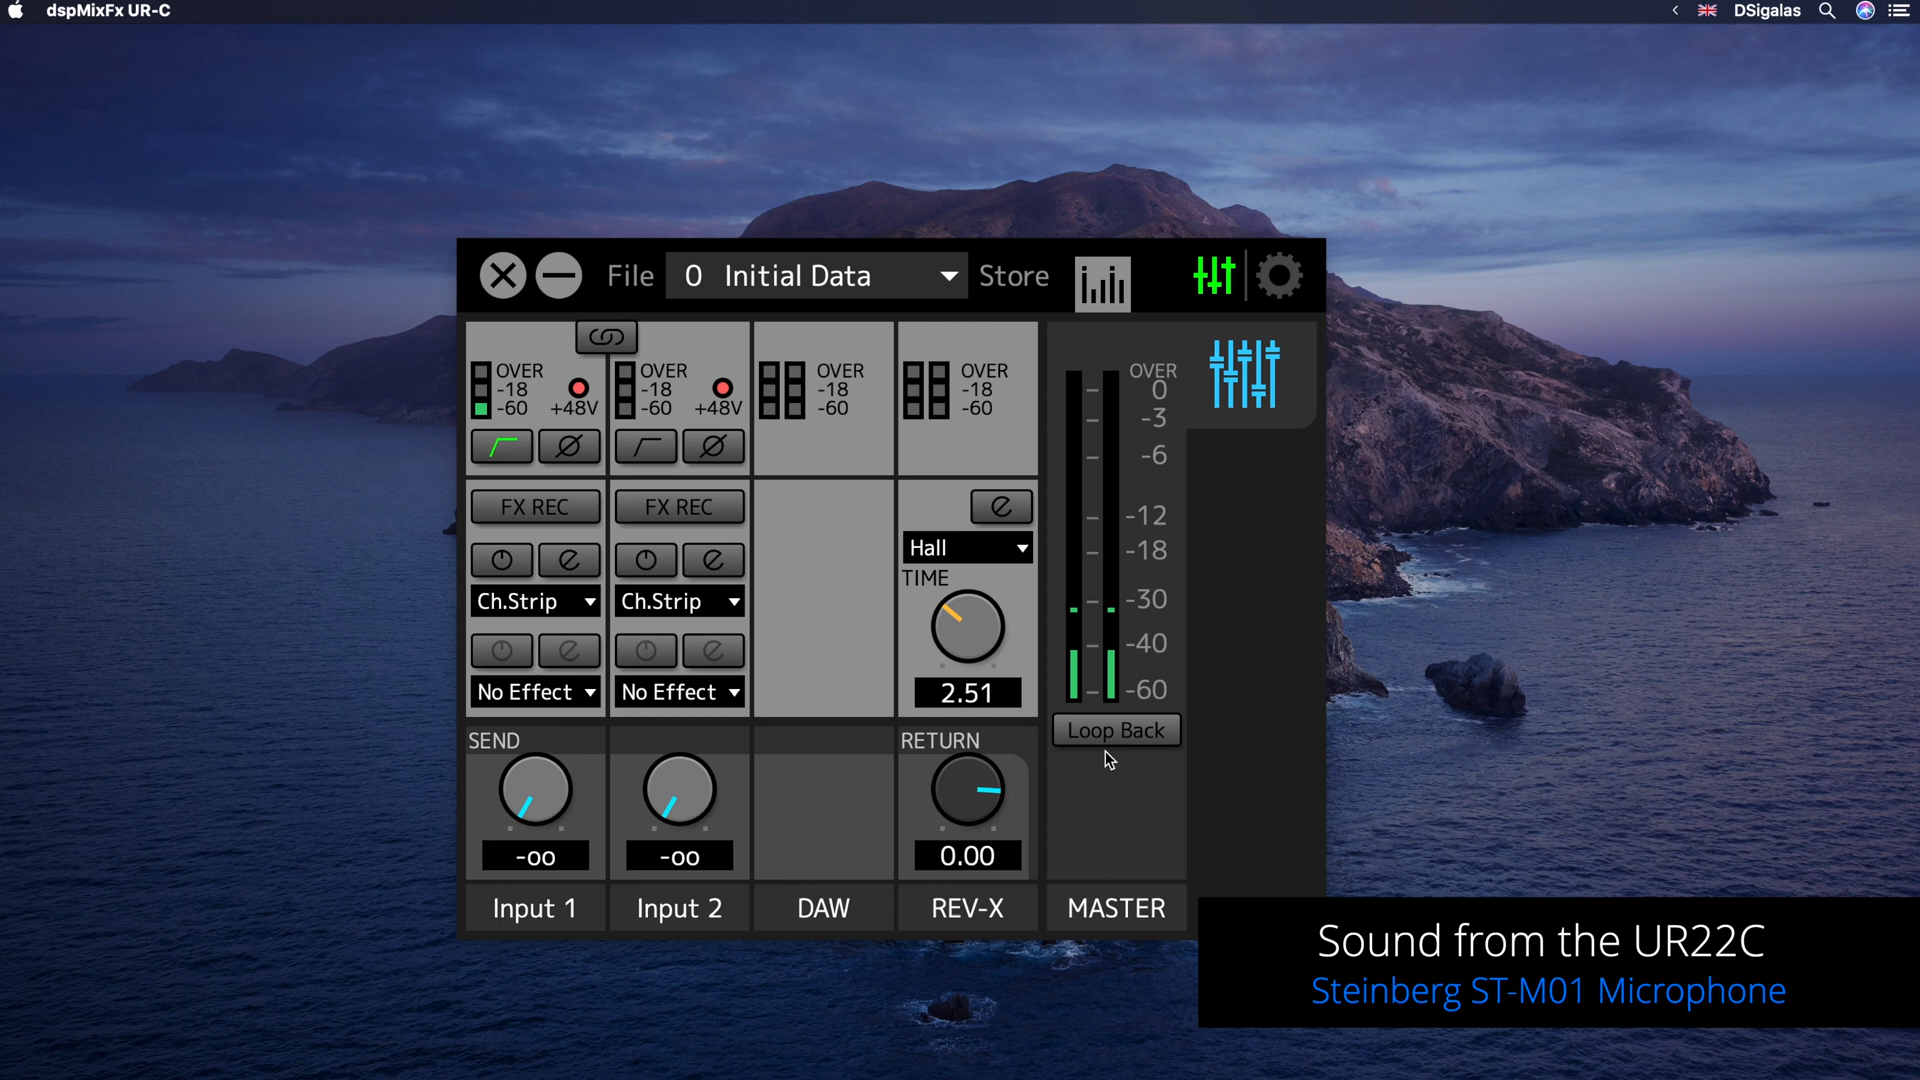 dspMixFx UR-C
DSigalas
File
0 Initial Data
Store
OVER
-18
-60
+48V
OVER
-18
-60
+48V
OVER
-18
-60
OVER
-18
-60
OVER
0
-3
-6
-12
-18
-30
-40
-60
FX REC
FX REC
Hall
TIME
2.51
Ch.Strip
Ch.Strip
No Effect
No Effect
Loop Back
SEND
RETURN
-oo
-oo
0.00
Input 1
Input 2
DAW
REV-X
MASTER
Sound from the UR22C
Steinberg ST-M01 Microphone